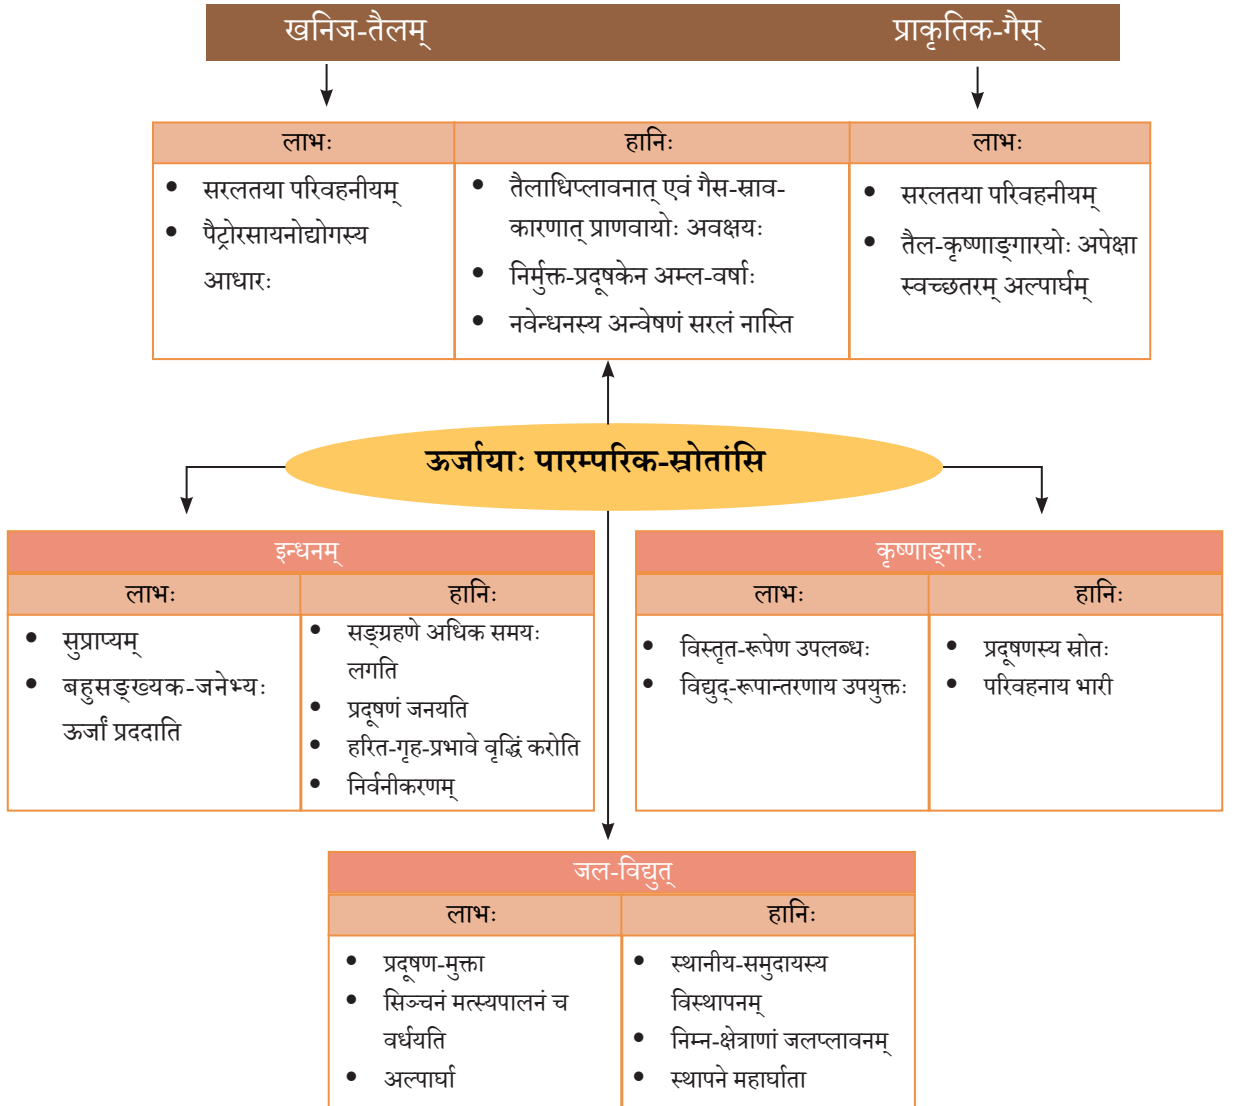 खनिज-तैलम्
प्राकृतिक-गैस्
लाभः
सरलतया परिवहनीयम्
पैट्रोरसायनोद्योगस्य
आधारः
हानिः
तैलाधिप्लावनात् एवं गैस-स्राव-
कारणात् प्राणवायोः अवक्षयः
निर्मुक्त-प्रदूषकेन अम्ल-वर्षाः
नवेन्धनस्य अन्वेषणं सरलं नास्ति
लाभः
सरलतया परिवहनीयम्
तैल-कृष्णाङ्गारयोः अपेक्षा
स्वच्छतरम् अल्पार्घम्
ऊर्जायाः पारम्परिक-स्रोतांसि
इन्धनम्
लाभः
सुप्राप्यम्
बहुसङ्ख्यक-जनेभ्यः
ऊर्जां प्रददाति
हानिः
सङ्ग्रहणे अधिक समयः
लगति
प्रदूषणं जनयति
हरित-गृह-प्रभावे वृद्धिं करोति
निर्वनीकरणम्
कृष्णाङ्गारः
लाभः
विस्तृत-रूपेण उपलब्धः
विद्युद्-रूपान्तरणाय उपयुक्तः
हानिः
प्रदूषणस्य स्रोतः
परिवहनाय भारी
जल-विद्युत्
लाभः
प्रदूषण-मुक्ता
सिञ्चनं मत्स्यपालनं च
वर्धयति
अल्पार्घा
हानिः
स्थानीय-समुदायस्य
विस्थापनम्
निम्न-क्षेत्राणां जलप्लावनम्
स्थापने महार्घाता